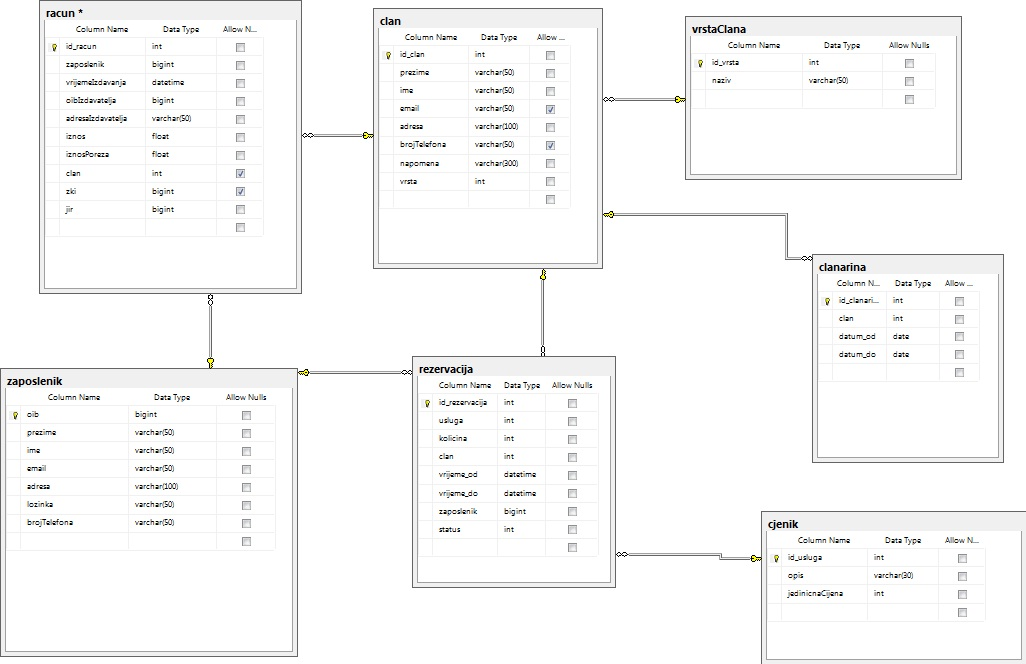 racun *
Column Name Data Type Allow N...
id_racun int
zaposlenik bigint
vrijemeIzdavanja datetime
oibIzdavatelja bigint
adresaIzdavatelja varchar(50)
iznos float
iznosPoreza float
clan int
zki bigint
jir bigint
clan
Column Name Data Type Allow ...
id_clan int
prezime varchar(50)
ime varchar(50)
email varchar(50)
adresa varchar(100)
brojTelefona varchar(50)
napomena varchar(300)
vrsta int
vrstaClana
Column Name Data Type Allow Nulls
id_vrsta int
naziv varchar(50)
clanarina
Column N... Data Type Allow ...
id_clanari... int
clan int
datum_od date
datum_do date
zaposlenik
Column Name Data Type Allow Nulls
oib bigint
prezime varchar(50)
ime varchar(50)
email varchar(50)
adresa varchar(100)
lozinka varchar(50)
brojTelefona varchar(50)
rezervacija
Column Name Data Type Allow Nulls
id_rezervacija int
usluga int
kolicina int
clan int
vrijeme_od datetime
vrijeme_do datetime
zaposlenik bigint
status int
cjenik
Column Name Data Type Allow N...
id_usluga int
opis varchar(30)
jedinicnaCijena int